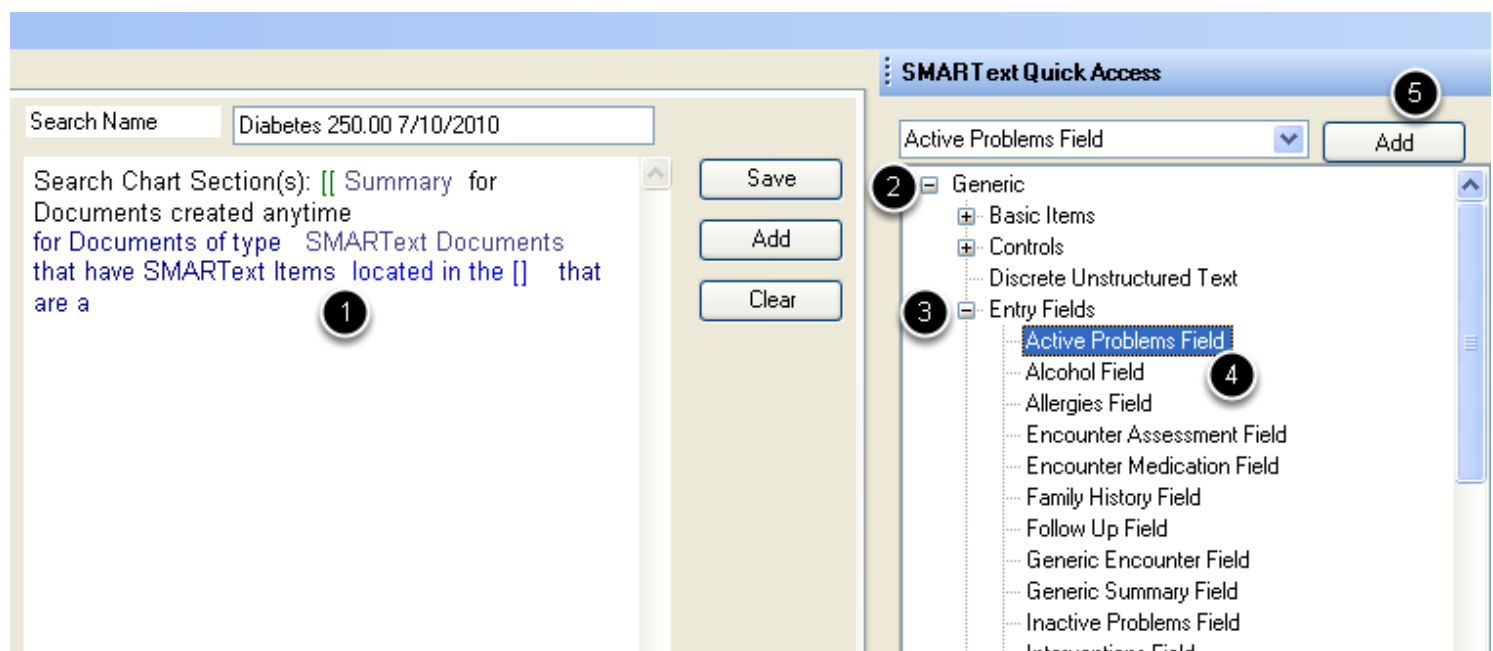 SMARText Quick Access
5
Search Name
Diabetes 250.00 7/10/2010
Active Problems Field
Add
Search Chart Section(s): [[ Summary for
Documents created anytime
for Documents of type SMARText Documents
that have SMARText Items located in the [] that
are a
1
Save
Add
Clear
2
Generic
Basic Items
Controls
Discrete Unstructured Text
3
Entry Fields
Active Problems Field
4
Alcohol Field
Allergies Field
Encounter Assessment Field
Encounter Medication Field
Family History Field
Follow Up Field
Generic Encounter Field
Generic Summary Field
Inactive Problems Field
Interventions Field